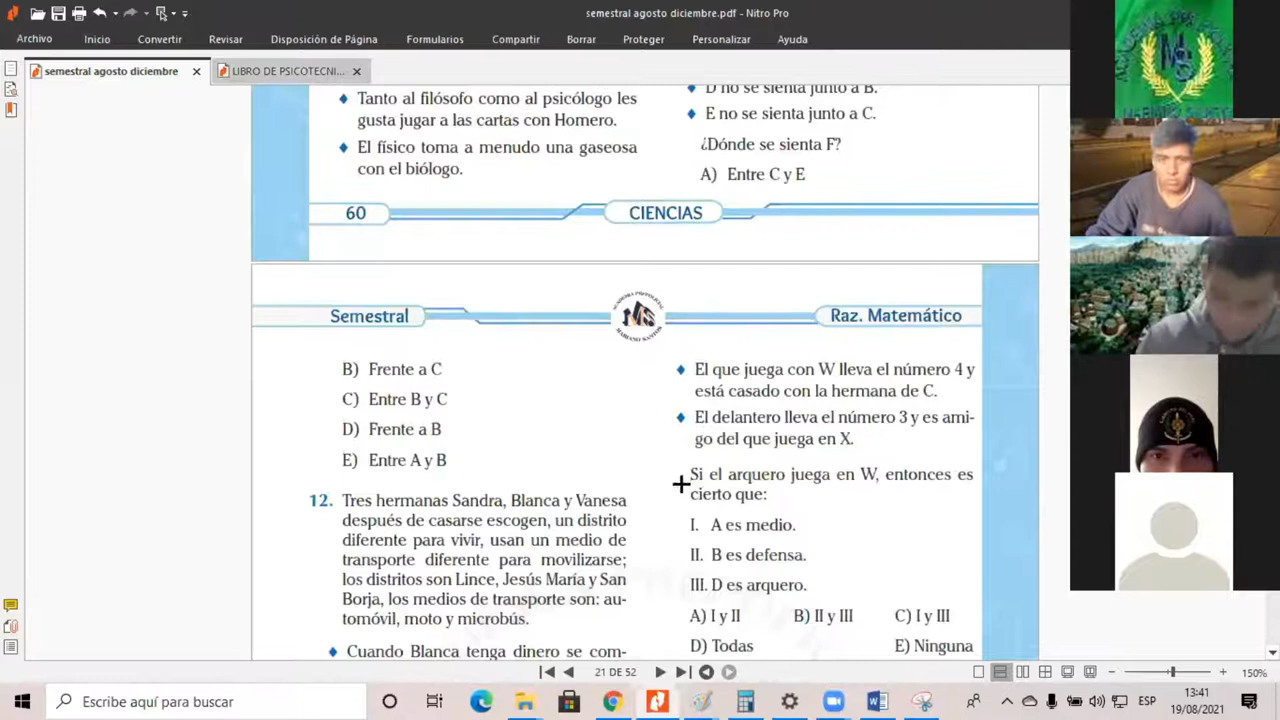 semestral agosto diciembre.pdf - Nitro Pro
Archivo
Inicio
Convertir
Revisar
Disposición de Página
Formularios
Compartir
Borrar
Proteger
Personalizar
Ayuda
semestral agosto diciembre
LIBRO DE PSICOTECNI...
♦ Tanto al filósofo como al psicólogo les
gusta jugar a las cartas con Homero.
♦ El físico toma a menudo una gaseosa
con el biólogo.
♦ D no se sienta junto a B.
♦ E no se sienta junto a C.
¿Dónde se sienta F?
A) Entre C y E
60
CIENCIAS
Semestral
ACADEMIA PREPOLICIAL
MS
MARIANO SANTOS
Raz. Matemático
B) Frente a C
C) Entre B y C
D) Frente a B
E) Entre A y B
12. Tres hermanas Sandra, Blanca y Vanesa
después de casarse escogen, un distrito
diferente para vivir, usan un medio de
transporte diferente para movilizarse;
los distritos son Lince, Jesús María y San
Borja, los medios de transporte son: au-
tomóvil, moto y microbús.
♦ Cuando Blanca tenga dinero se com-
♦ El que juega con W lleva el número 4 y
está casado con la hermana de C.
♦ El delantero lleva el número 3 y es ami-
go del que juega en X.
Si el arquero juega en W, entonces es
cierto que:
I. A es medio.
II. B es defensa.
III. D es arquero.
A) I y II B) II y III C) I y III
D) Todas E) Ninguna
21 DE 52
150%
Escribe aquí para buscar
ESP
13:41
19/08/2021